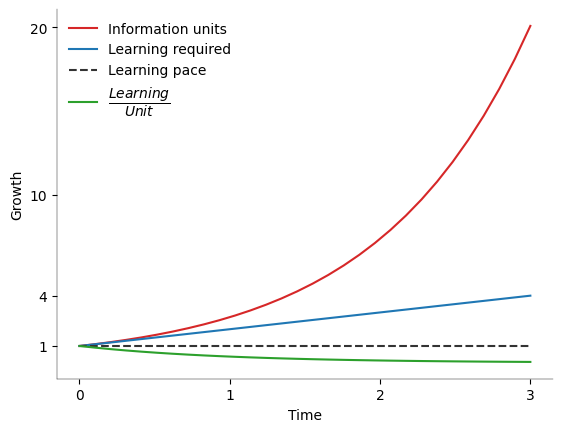 20
10
4
1
Growth
Information units
Learning required
Learning pace
Learning
Unit
0 1 2 3
Time